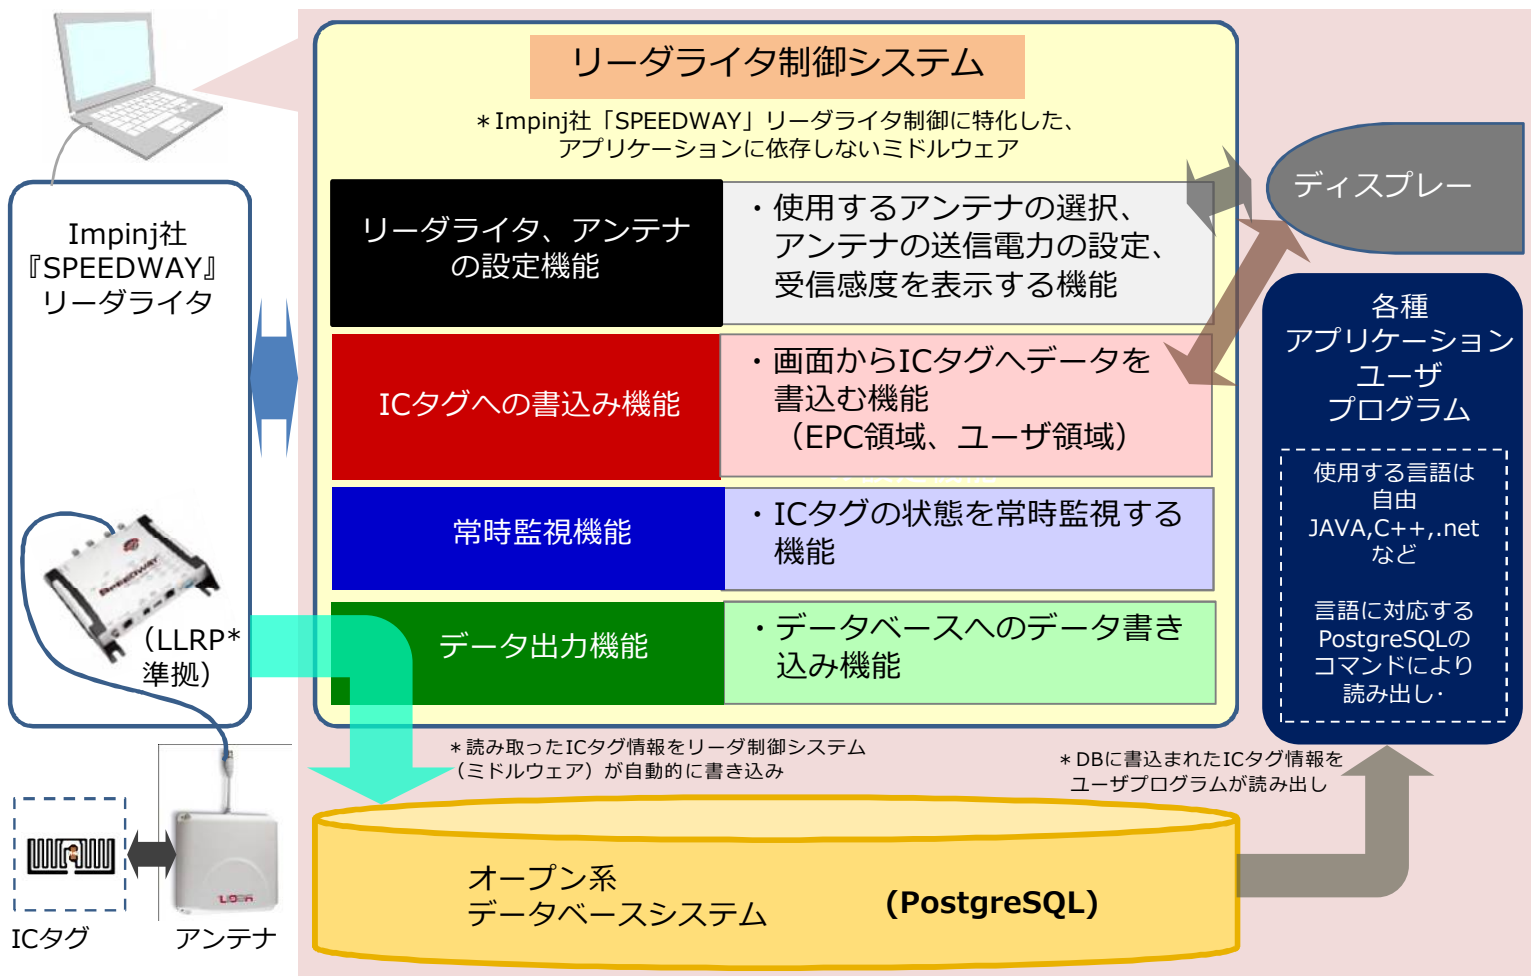 リーダライタ制御システム
＊Impinj社「SPEEDWAY」リーダライタ制御に特化した、
アプリケーションに依存しないミドルウェア
Impinj社
『SPEEDWAY』
リーダライタ
SPEEDWAY
（LLRP*
準拠）
リーダライタ、アンテナ
の設定機能
・使用するアンテナの選択、
アンテナの送信電力の設定、
受信感度を表示する機能
ICタグへの書込み機能
・画面からICタグへデータを
書込む機能
（EPC領域、ユーザ領域）
常時監視機能
・ICタグの状態を常時監視する
機能
データ出力機能
・データベースへのデータ書き
込み機能
ディスプレー
各種
アプリケーション
ユーザ
プログラム
使用する言語は
自由
JAVA,C++,.net
など
言語に対応する
PostgreSQLの
コマンドにより
読み出し･
＊読み取ったICタグ情報をリーダ制御システム
（ミドルウェア）が自動的に書き込み
＊DBに書込まれたICタグ情報を
ユーザプログラムが読み出し
オープン系
データベースシステム
(PostgreSQL)
ICタグ
アンテナ